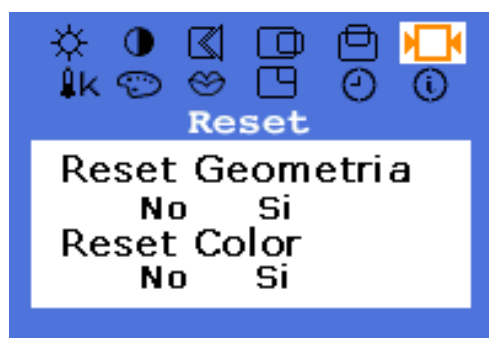 K
Reset
Reset Geometria
No Si
Reset Color
No Si